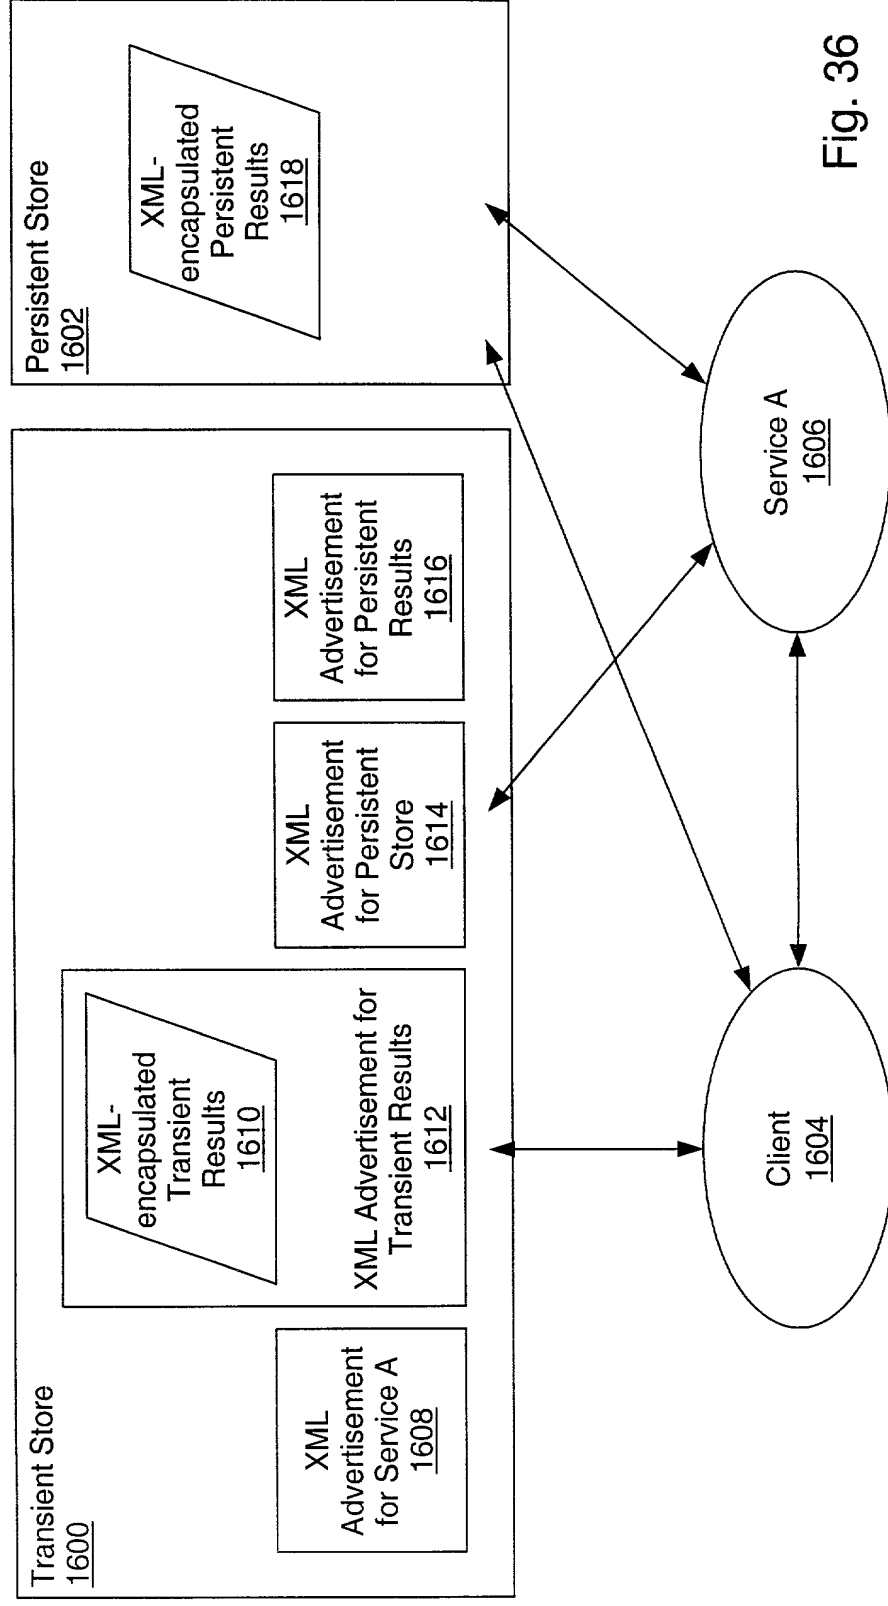 Transient Store
1600
XML
Advertisement
for Service A
1608
XML-
encapsulated
Transient
Results
1610
XML Advertisement for
Transient Results
1612
XML
Advertisement
for Persistent
Store
1614
XML
Advertisement
for Persistent
Results
1616
Persistent Store
1602
XML-
encapsulated
Persistent
Results
1618
Client
1604
Service A
1606
Fig. 36